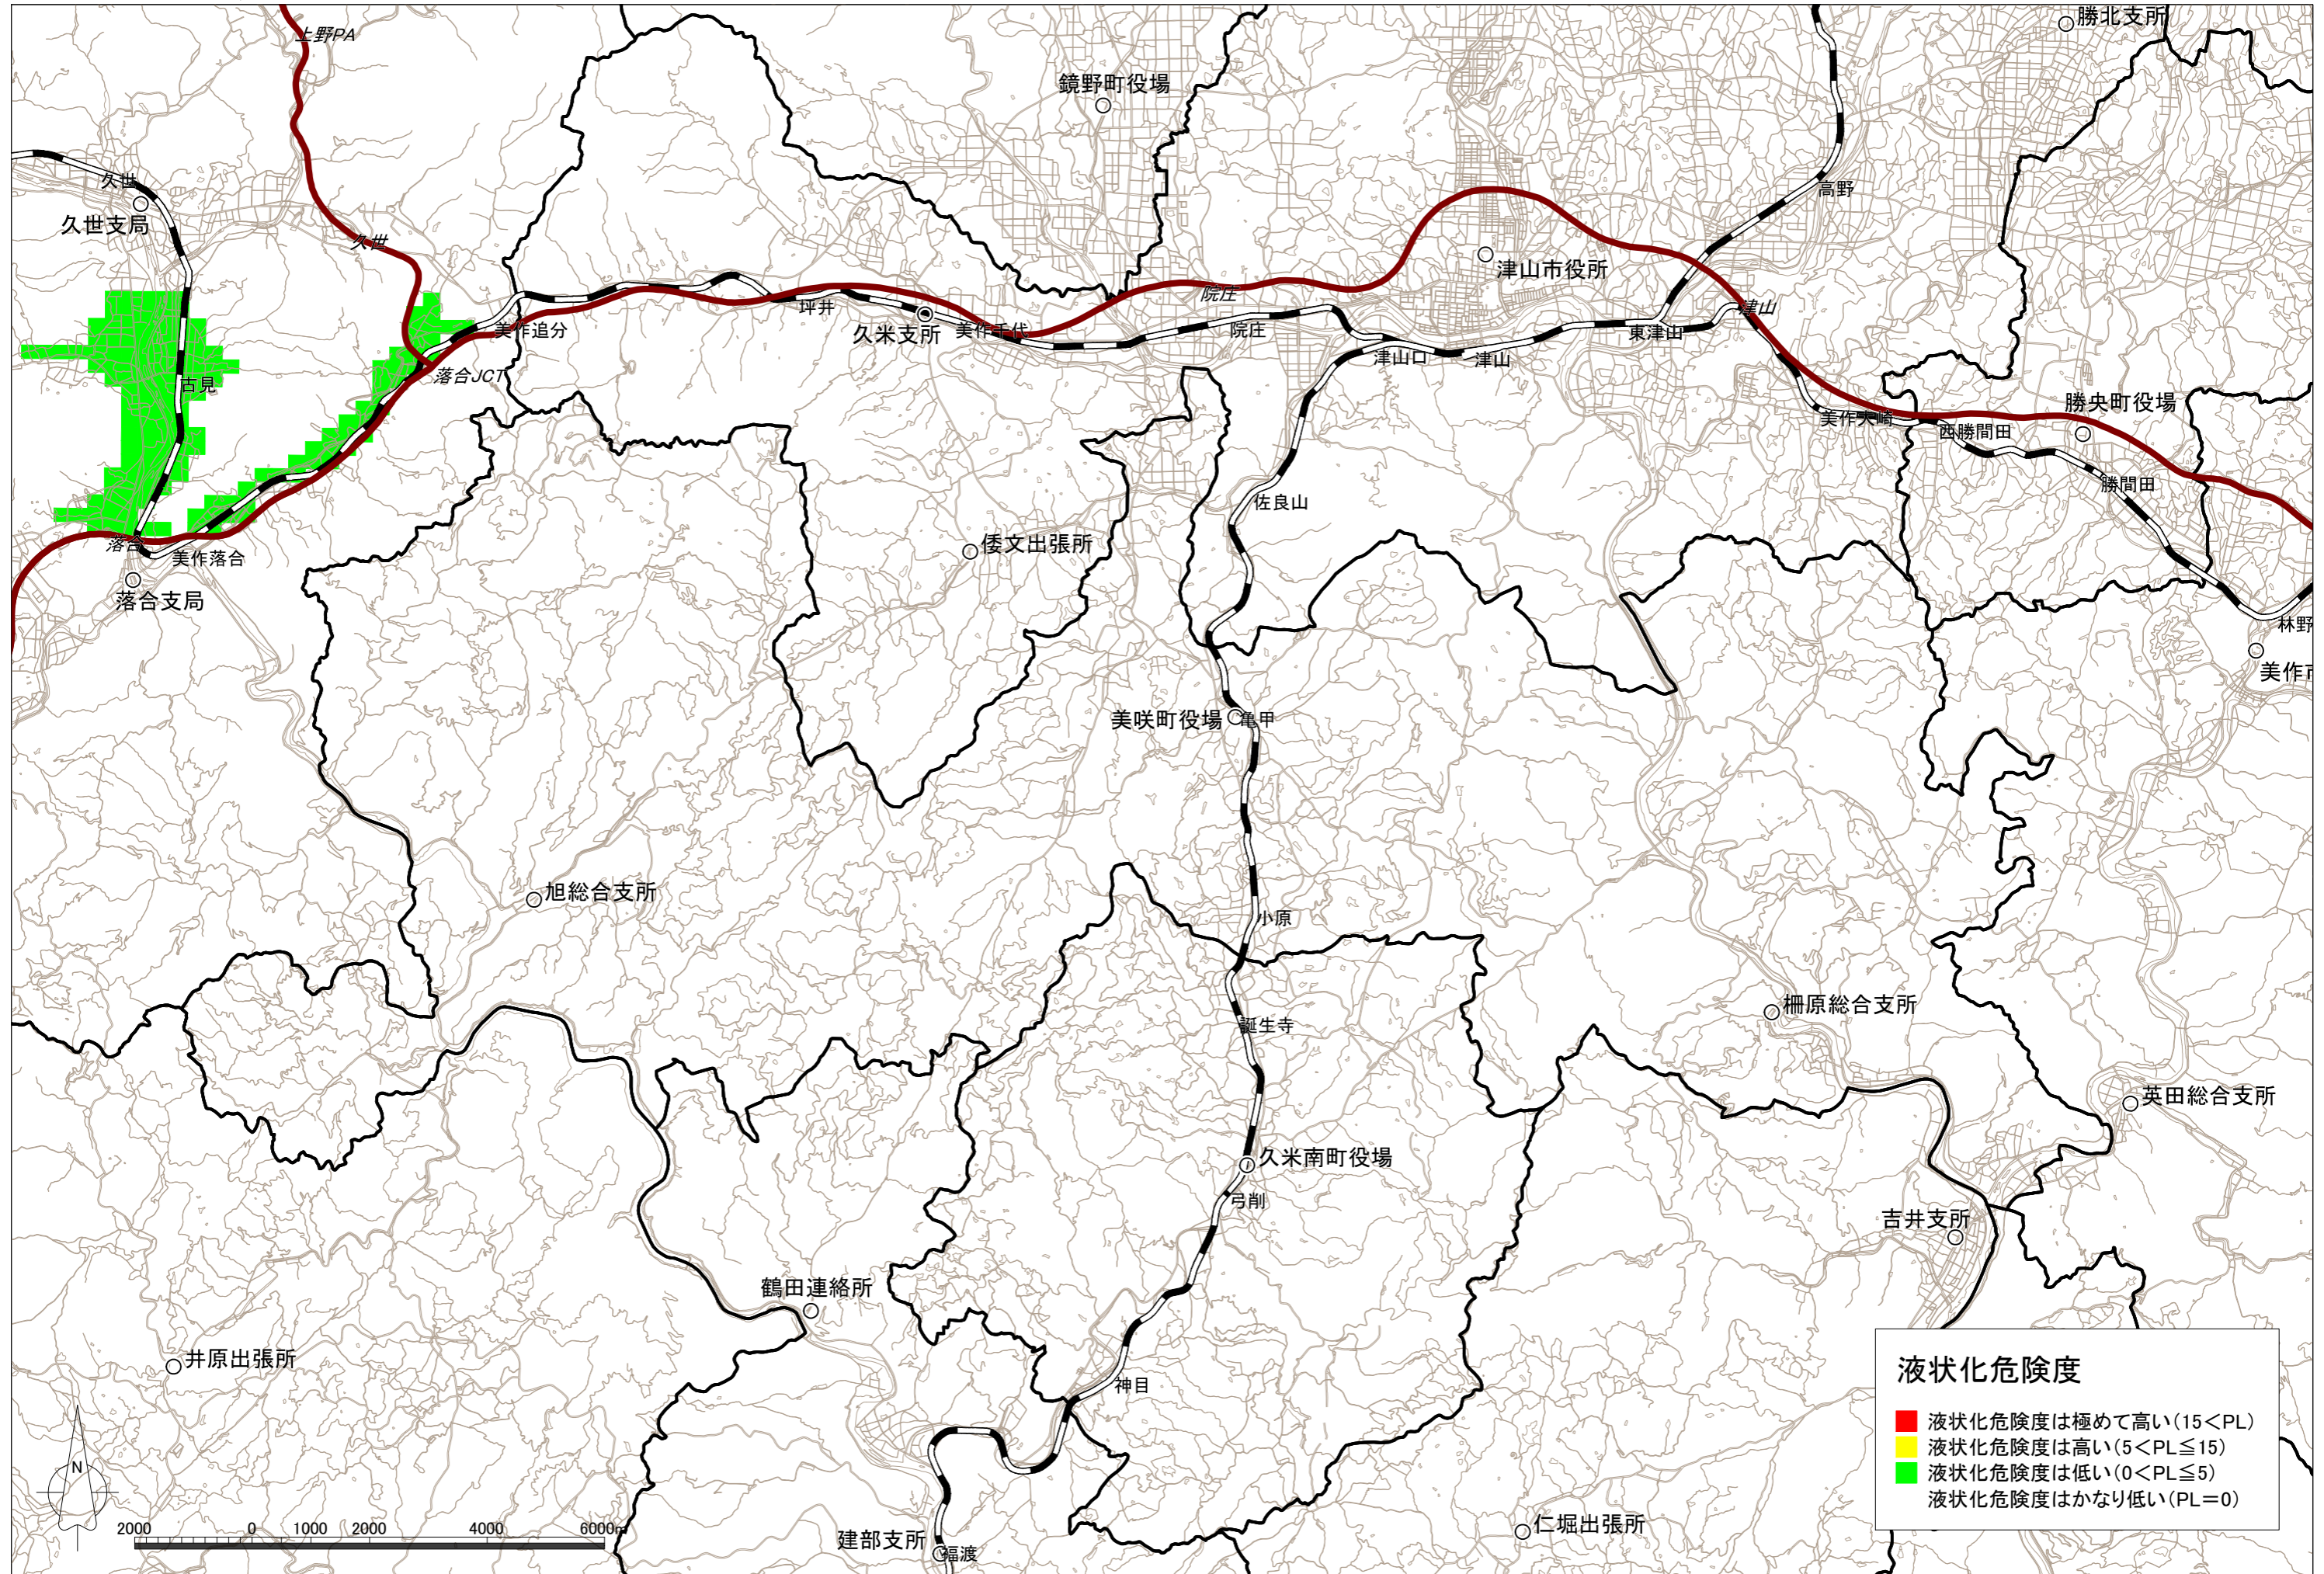 上野PA
勝北支所
鏡野町役場
久世
久世支局
高野
久世
津山市役所
院庄
津山
坪井
久米支所
美作追分
美作千代
院庄
東津山
津山口
津山
落合JCT
古見
勝央町役場
美作大崎
西勝間田
勝間田
佐良山
倭文出張所
落合
美作落合
落合支局
林野
美作市
美咲町役場
亀甲
旭総合支所
小原
柵原総合支所
誕生寺
英田総合支所
久米南町役場
弓削
吉井支所
鶴田連絡所
井原出張所
神目
液状化危険度
液状化危険度は極めて高い(15<PL)
液状化危険度は高い(5<PL≦15)
液状化危険度は低い(0<PL≦5)
液状化危険度はかなり低い(PL=0)
N
2000 0 1000 2000 4000 6000m
建部支所
福渡
仁堀出張所